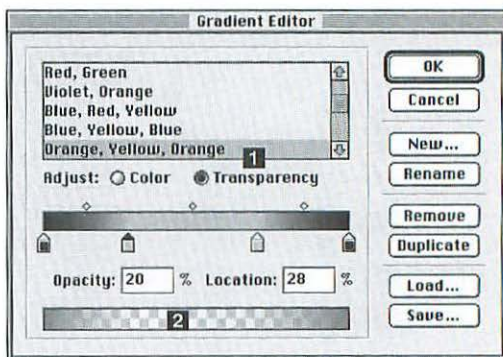 Gradient Editor
Red, Green
Violet, Orange
Blue, Red, Yellow
Blue, Yellow, Blue
Orange, Yellow, Orange
1
Adjust: Color Transparency
Opacity: 20 % Location: 28 %
2
OK
Cancel
New...
Rename
Remove
Duplicate
Load...
Save...